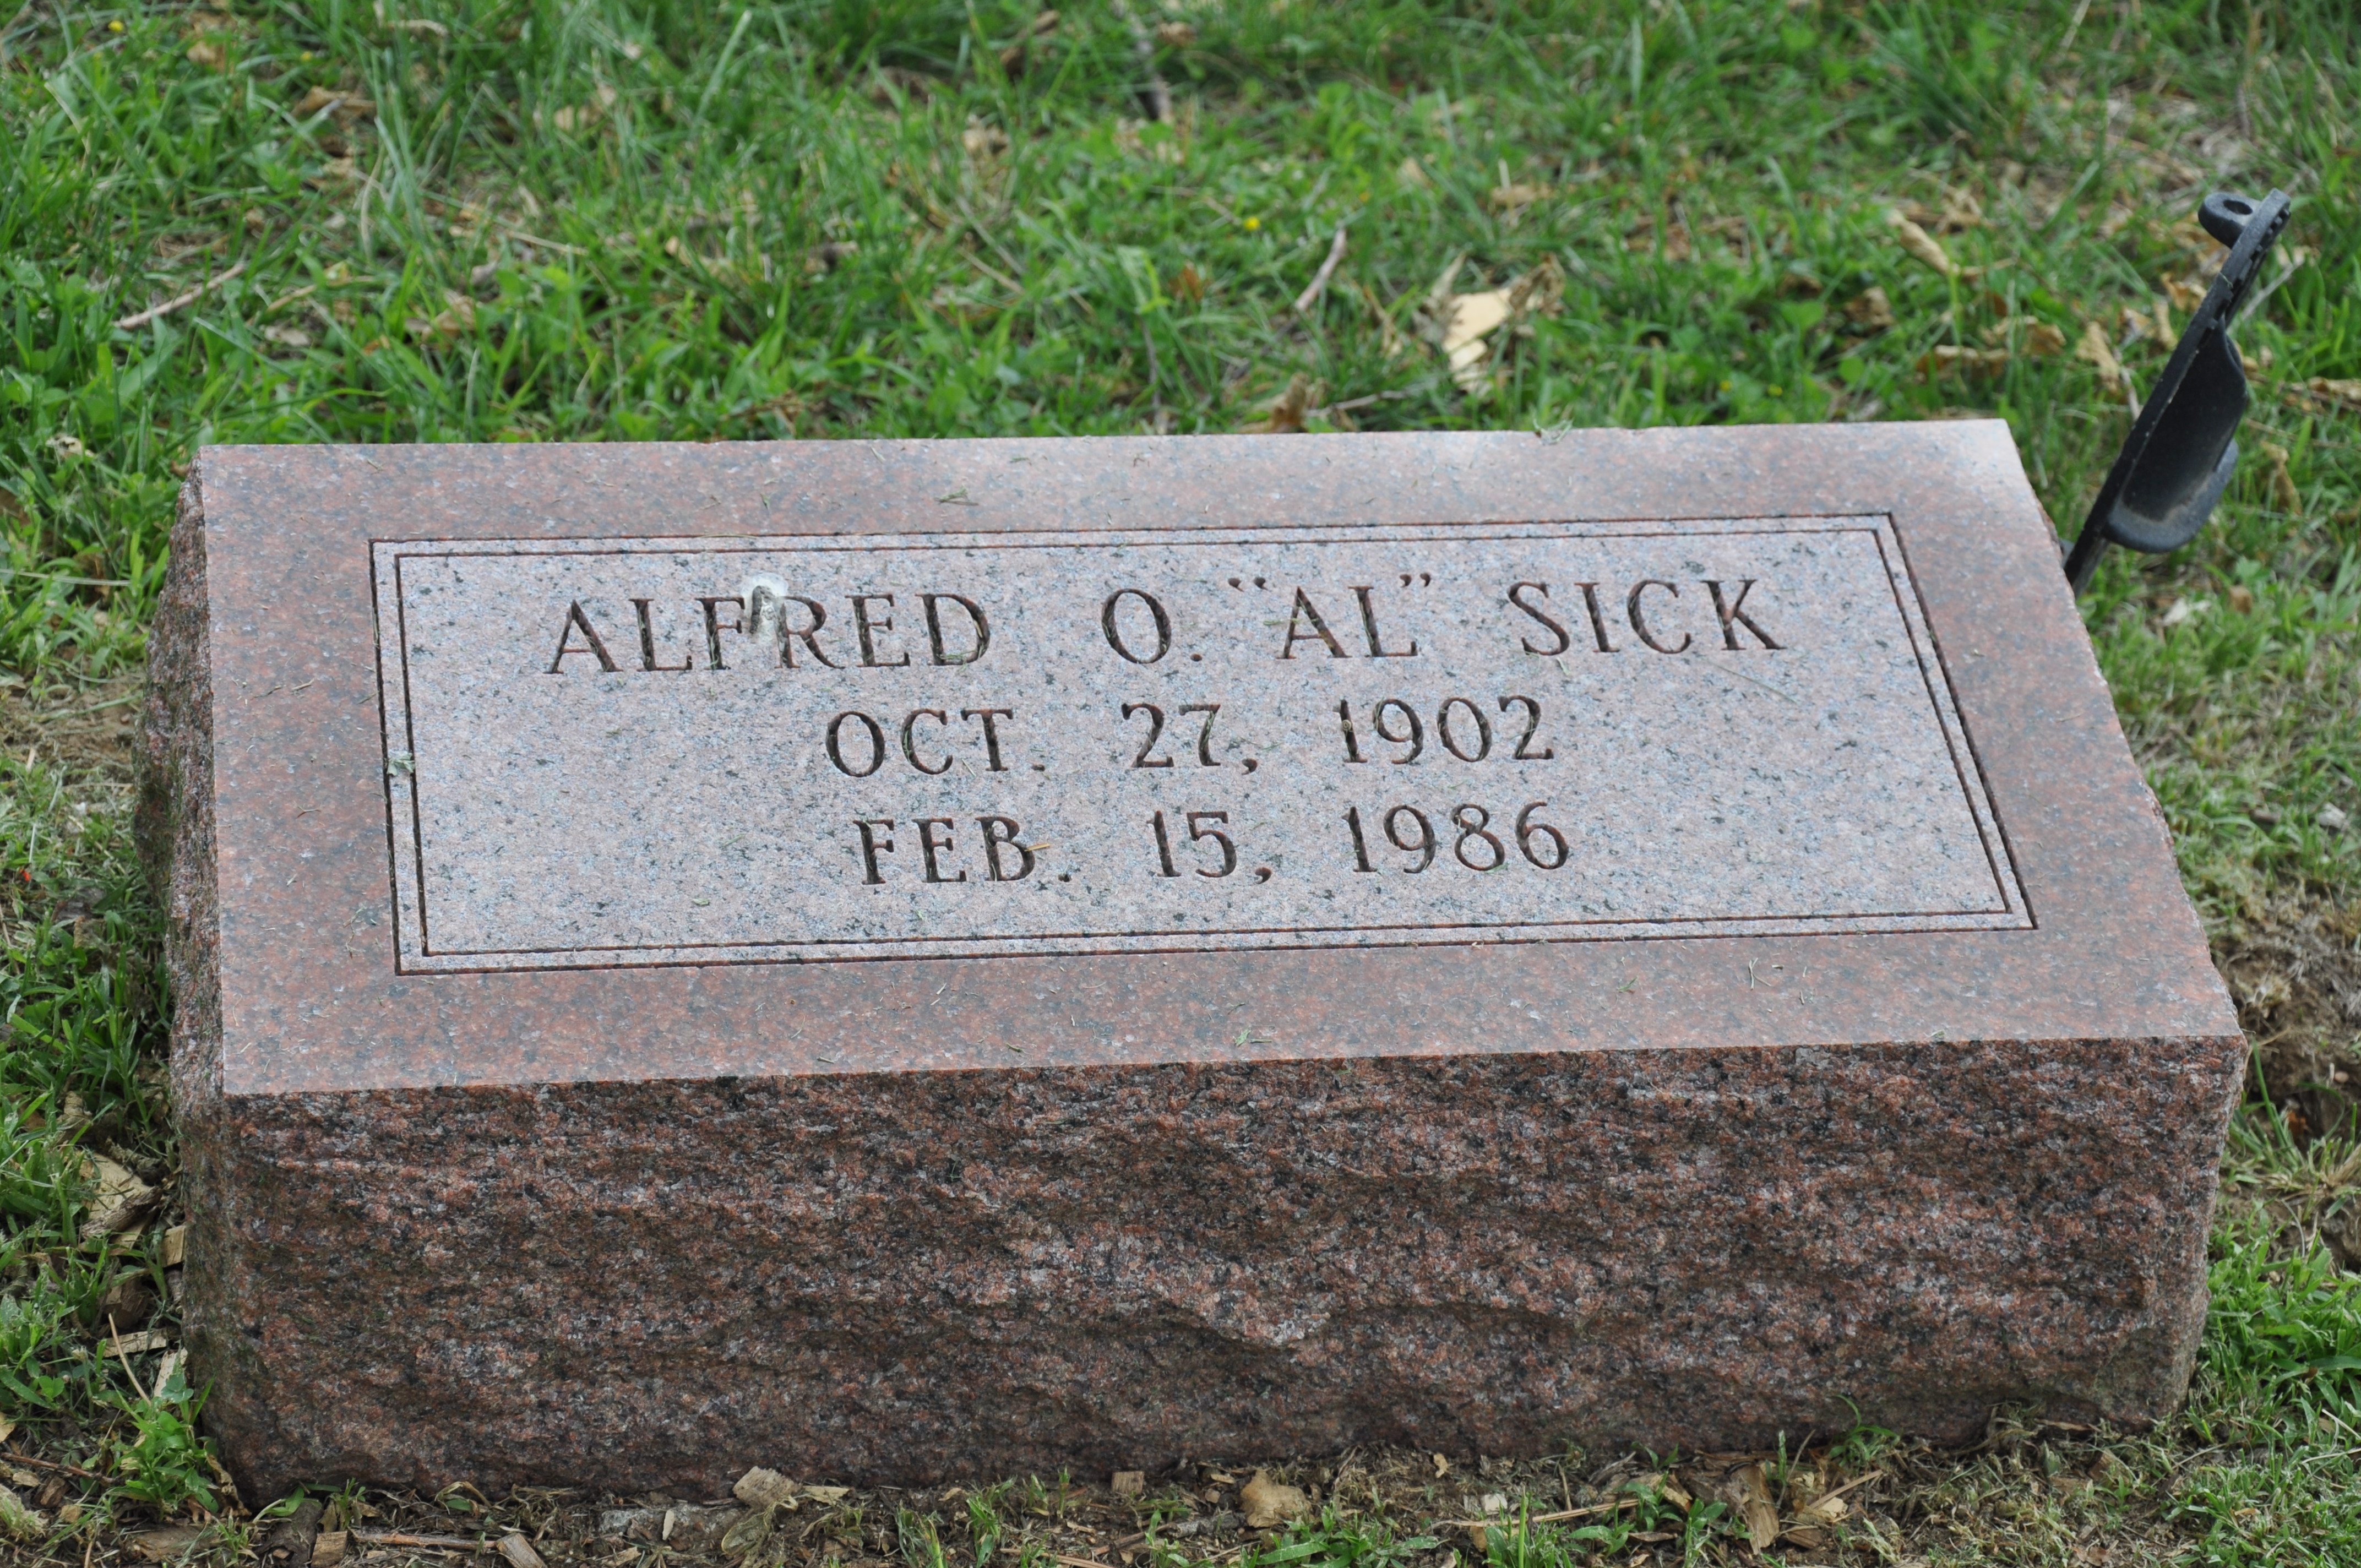 ALFRED O. "AL" SICK
OCT. 27, 1902
FEB. 15, 1986